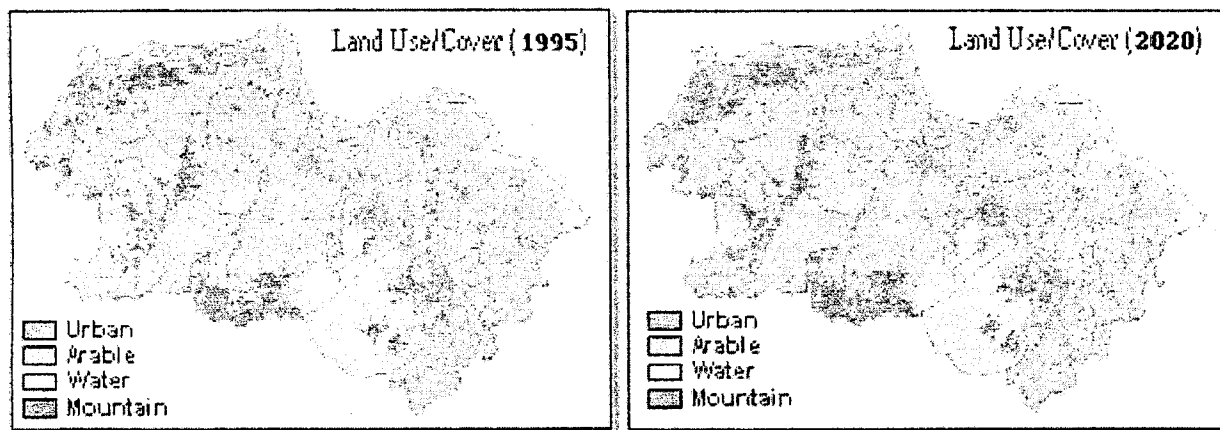 Land Use/Cover (1995)
Urban
Arable
Water
Mountain
Land Use/Cover (2020)
Urban
Arable
Water
Mountain